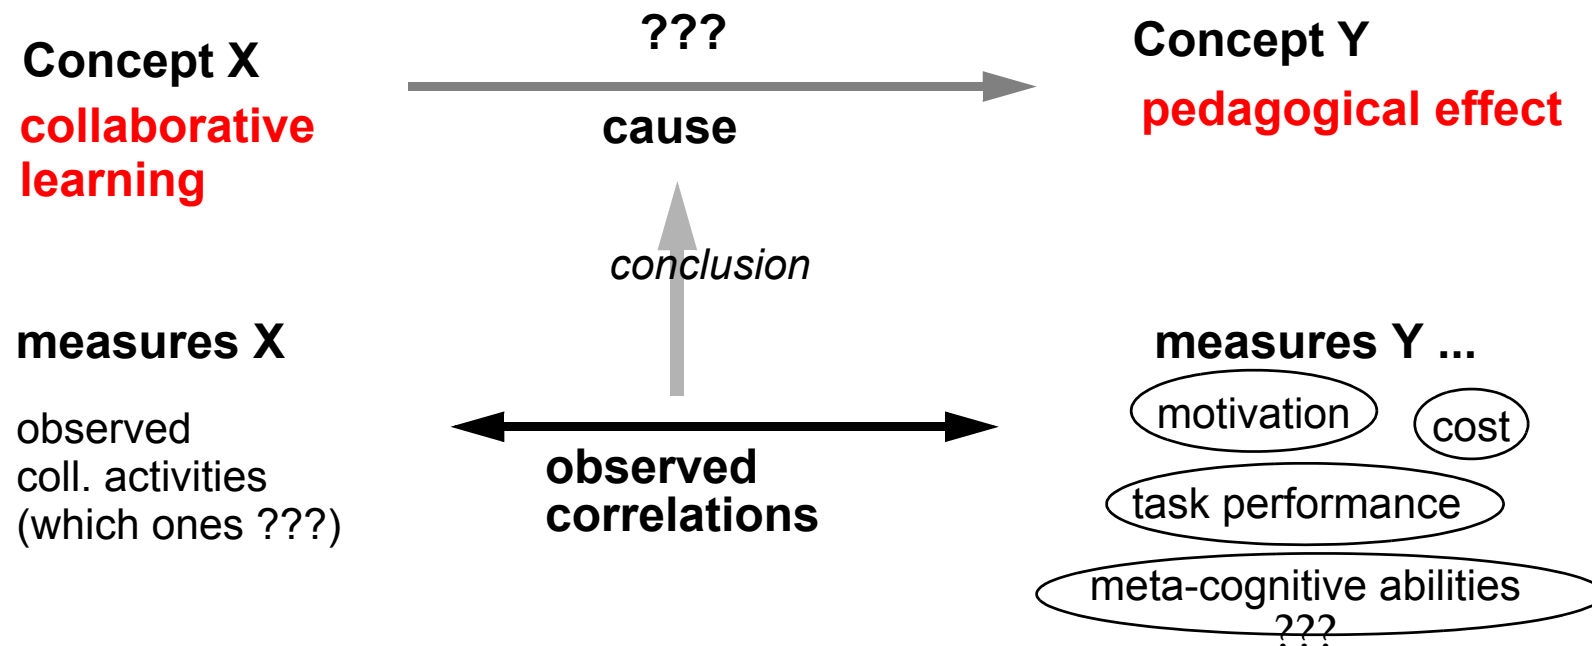 Concept X
collaborative
learning
???
cause
Concept Y
pedagogical effect
conclusion
measures X
observed
coll. activities
(which ones ???)
observed
correlations
measures Y ...
motivation
cost
task performance
meta-cognitive abilities
???